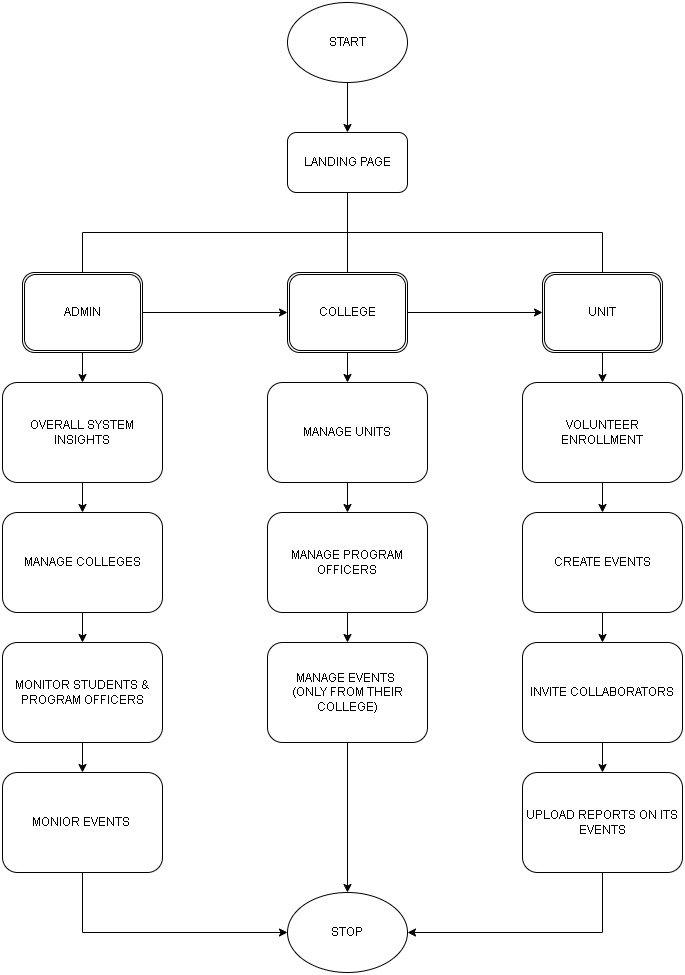 START
LANDING PAGE
ADMIN
COLLEGE
UNIT
OVERALL SYSTEM
INSIGHTS
MANAGE UNITS
VOLUNTEER
ENROLLMENT
MANAGE COLLEGES
MANAGE PROGRAM
OFFICERS
CREATE EVENTS
MONITOR STUDENTS &
PROGRAM OFFICERS
MANAGE EVENTS
(ONLY FROM THEIR
COLLEGE)
INVITE COLLABORATORS
MONIOR EVENTS
UPLOAD REPORTS ON ITS
EVENTS
STOP